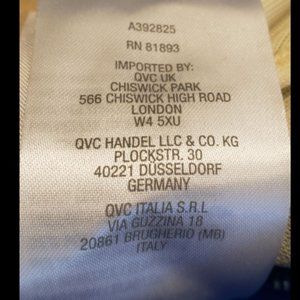 A392825
RN 81893
IMPORTED BY:
QVC UK
CHISWICK PARK
566 CHISWICK HIGH ROAD
LONDON
W4 5XU
QVC HANDEL LLC & CO. KG
PLOCKSTR. 30
40221 DÜSSELDORF
GERMANY
QVC ITALIA S.R.L
VIA GUZZINA 18
20861 BRUGHERIO (MB)
ITALY